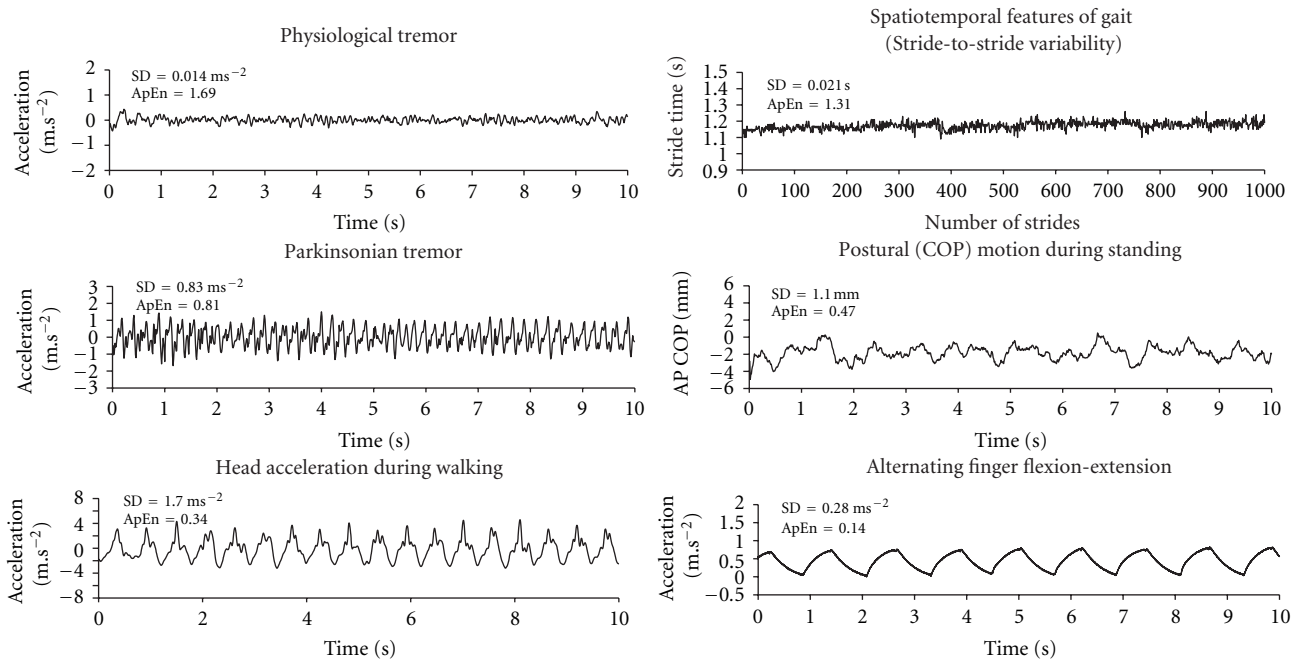 Physiological tremor
SD = 0.014 ms−2
ApEn = 1.69
Acceleration
(m.s−2)
2
1
0
−1
−2
0 1 2 3 4 5 6 7 8 9 10
Time (s)
Spatiotemporal features of gait
(Stride-to-stride variability)
SD = 0.021 s
ApEn = 1.31
Stride time (s)
1.5
1.4
1.3
1.2
1.1
1
0.9
0 100 200 300 400 500 600 700 800 900 1000
Number of strides
Parkinsonian tremor
SD = 0.83 ms−2
ApEn = 0.81
Acceleration
(m.s−2)
3
2
1
0
−1
−2
−3
0 1 2 3 4 5 6 7 8 9 10
Time (s)
Postural (COP) motion during standing
SD = 1.1 mm
ApEn = 0.47
AP COP (mm)
6
4
2
0
−2
−4
−6
0 1 2 3 4 5 6 7 8 9 10
Time (s)
Head acceleration during walking
SD = 1.7 ms−2
ApEn = 0.34
Acceleration
(m.s−2)
8
4
0
−4
−8
0 2 4 6 8 10
Time (s)
Alternating finger flexion-extension
SD = 0.28 ms−2
ApEn = 0.14
Acceleration
(m.s−2)
2
1.5
1
0.5
0
−0.5
0 1 2 3 4 5 6 7 8 9 10
Time (s)